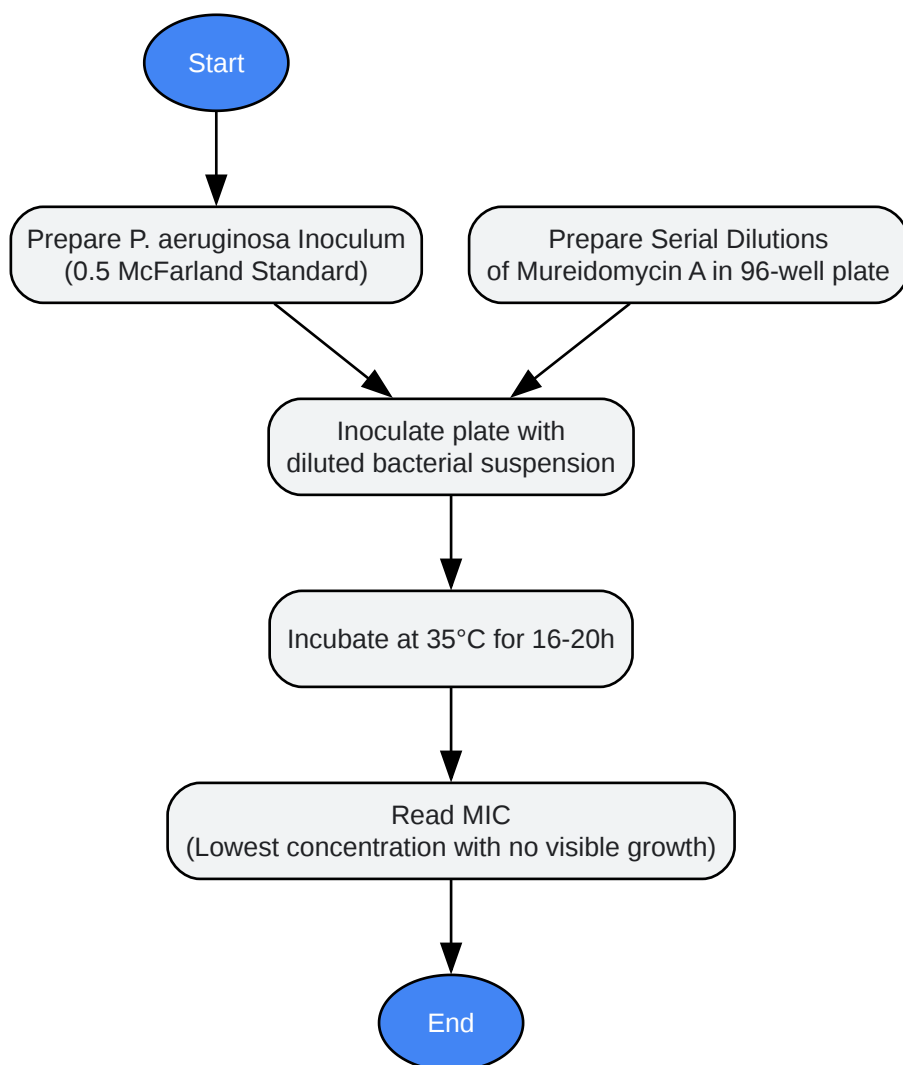 Start
Prepare P. aeruginosa Inoculum
(0.5 McFarland Standard)
Prepare Serial Dilutions
of Mureidomycin A in 96-well plate
Inoculate plate with
diluted bacterial suspension
Incubate at 35°C for 16-20h
Read MIC
(Lowest concentration with no visible growth)
End